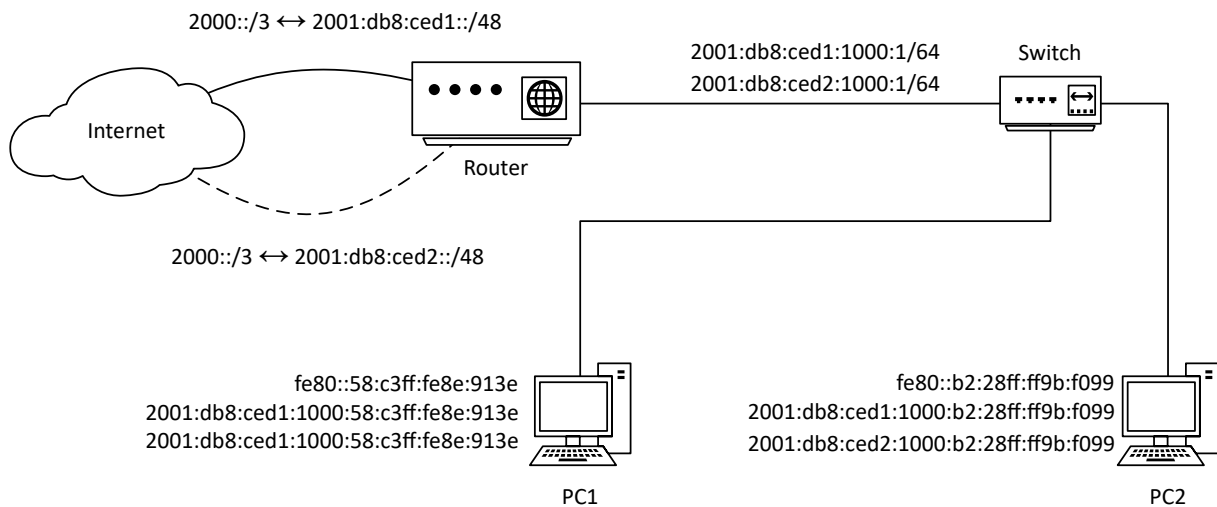 2000::/3 ↔ 2001:db8:ced1::/48
2001:db8:ced1:1000:1/64
2001:db8:ced2:1000:1/64
Switch
Internet
Router
2000::/3 ↔ 2001:db8:ced2::/48
fe80::58:c3ff:fe8e:913e
2001:db8:ced1:1000:58:c3ff:fe8e:913e
2001:db8:ced1:1000:58:c3ff:fe8e:913e
PC1
fe80::b2:28ff:ff9b:f099
2001:db8:ced1:1000:b2:28ff:ff9b:f099
2001:db8:ced2:1000:b2:28ff:ff9b:f099
PC2